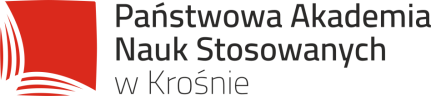 Państwowa Akademia
Nauk Stosowanych
w Krośnie